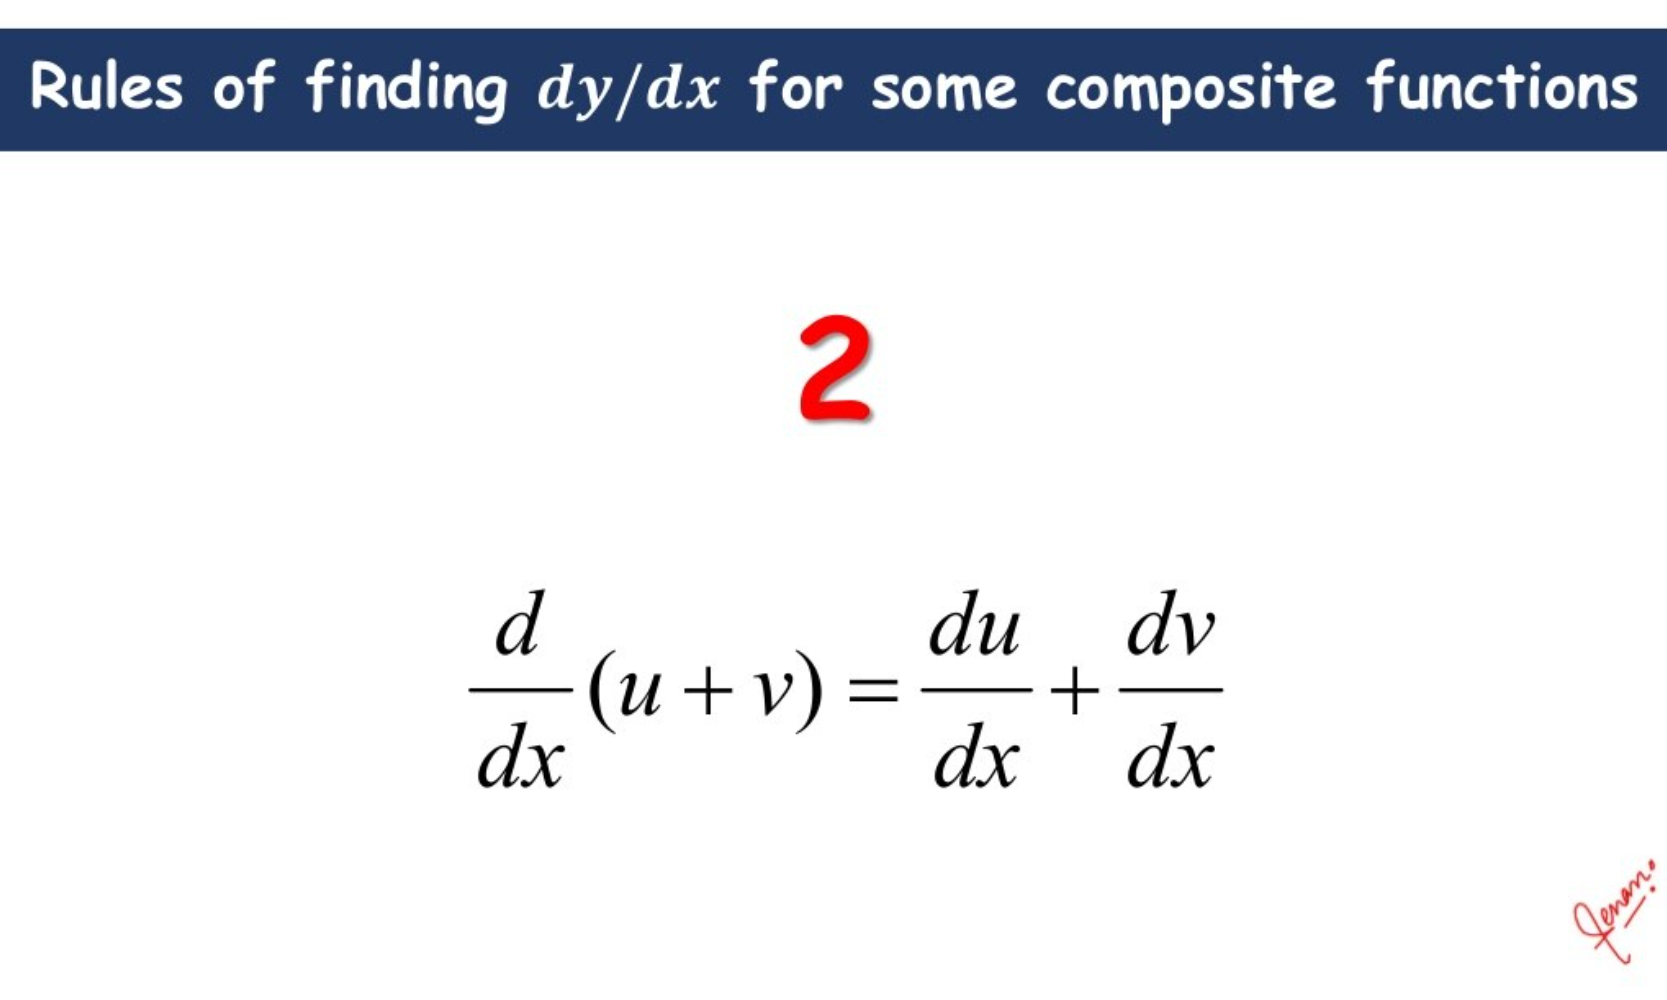 Rules of finding dy/dx for some composite functions
2
d/dx (u + v) = du/dx + dv/dx